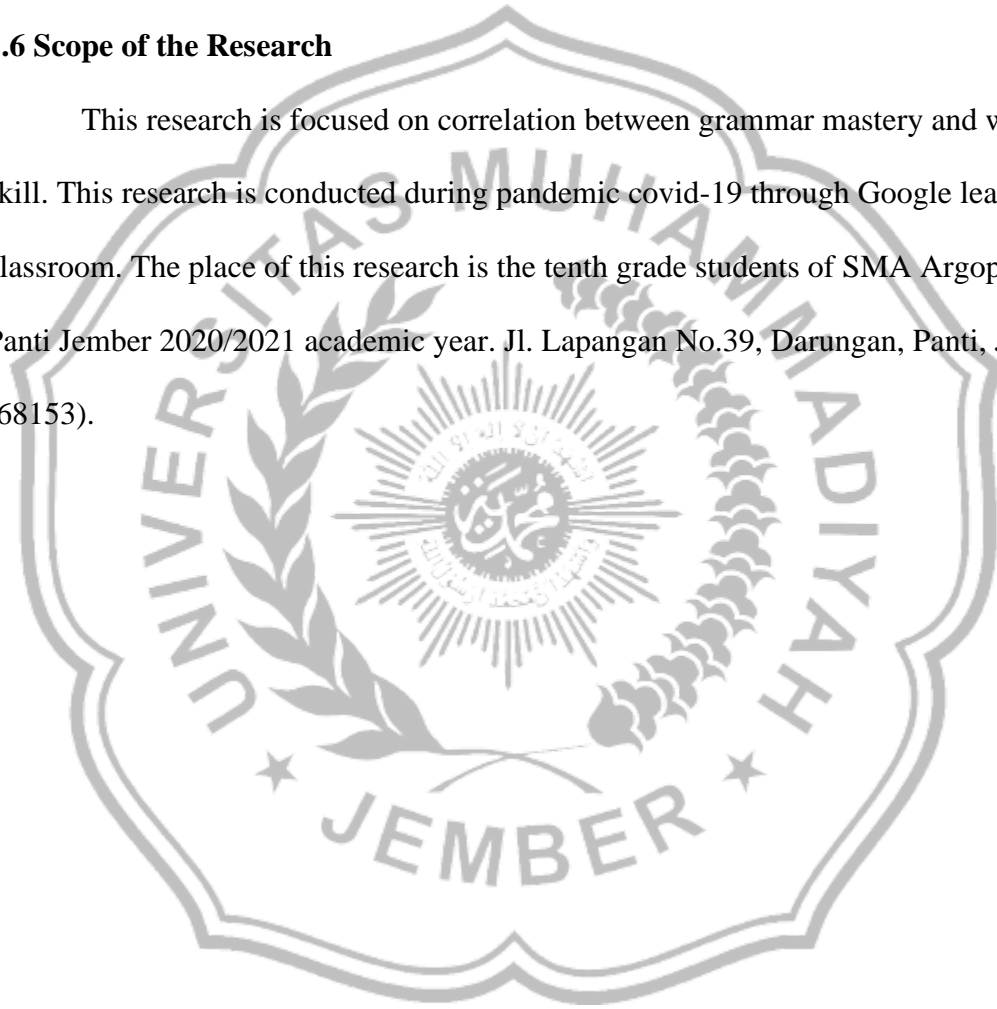 .6 Scope of the Research
This research is focused on correlation between grammar mastery and w
kill. This research is conducted during pandemic covid-19 through Google lea
lassroom. The place of this research is the tenth grade students of SMA Argop
Panti Jember 2020/2021 academic year. Jl. Lapangan No.39, Darungan, Panti, J
68153).
UNIVERSITAS MUHAMMADIYAH
JEMBER